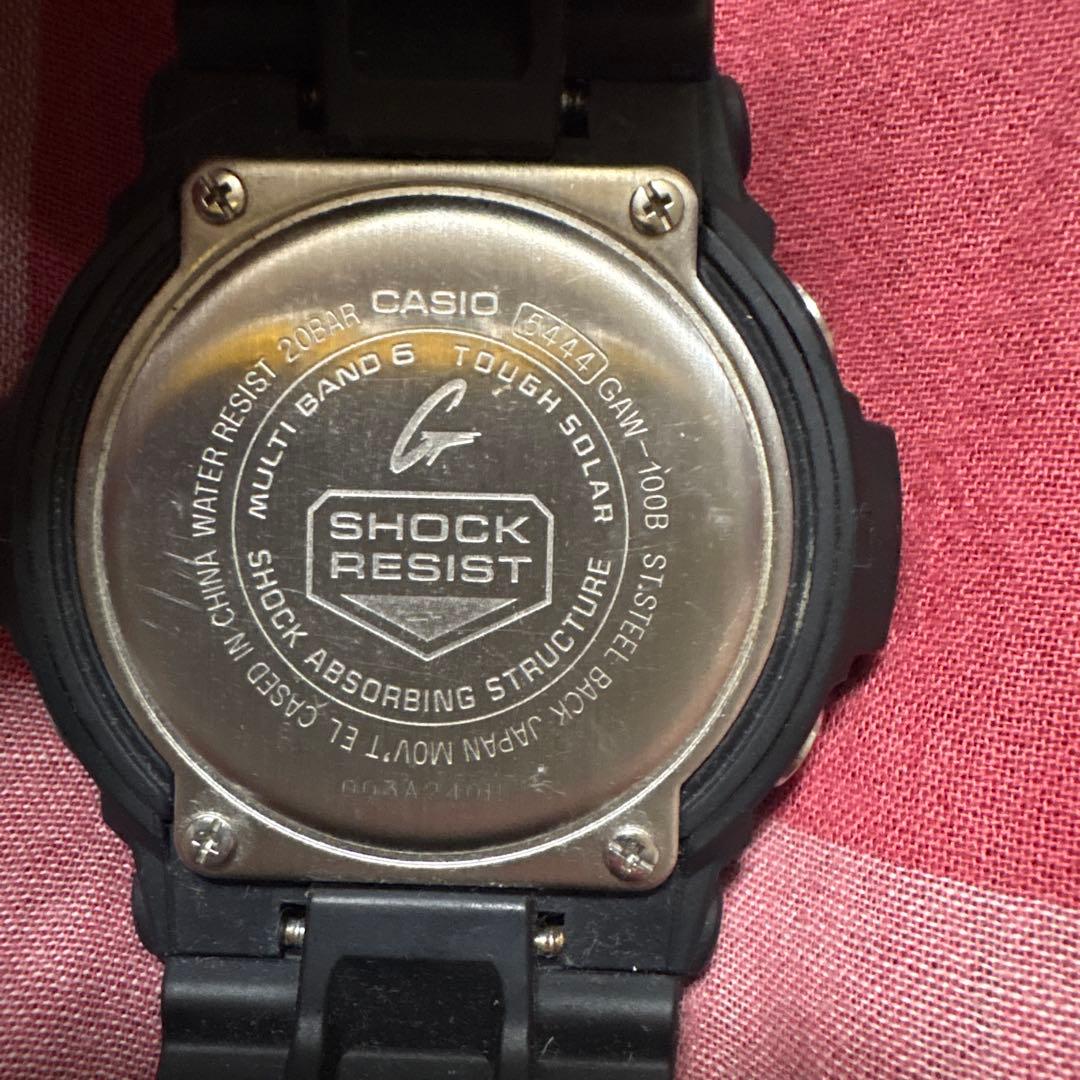 CASIO
5444
GAW-100B ST.STEEL BACK JAPAN MOV'T EL CASED IN CHINA WATER RESIST 20BAR
MULTI BAND 6 TOUGH SOLAR
G
SHOCK
RESIST
SHOCK ABSORBING STRUCTURE